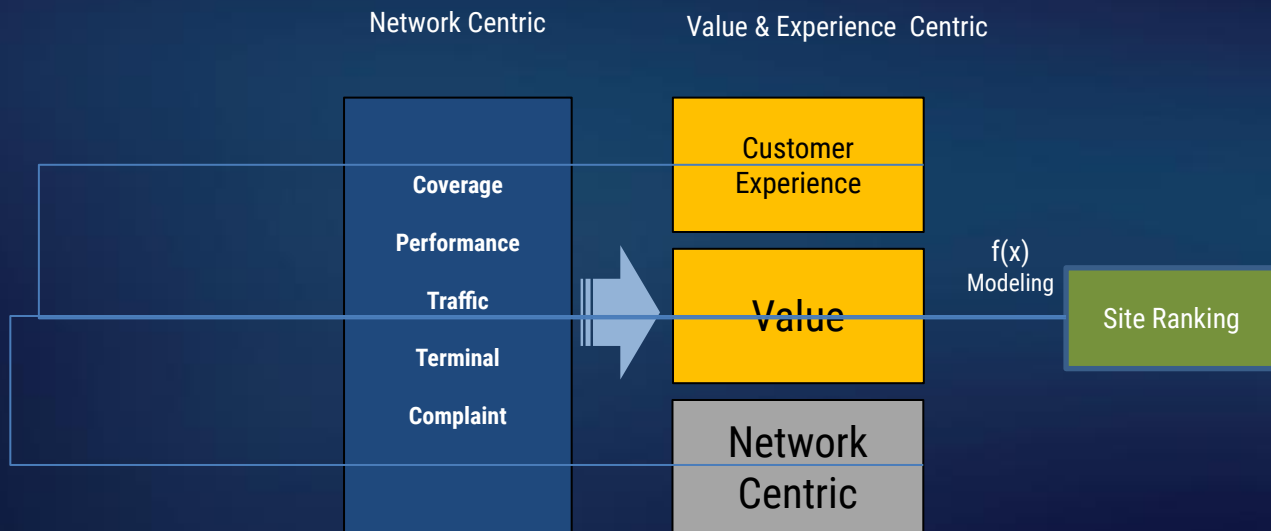 Network Centric
Value & Experience Centric
Coverage
Performance
Traffic
Terminal
Complaint
Customer
Experience
Value
Network
Centric
f(x)
Modeling
Site Ranking